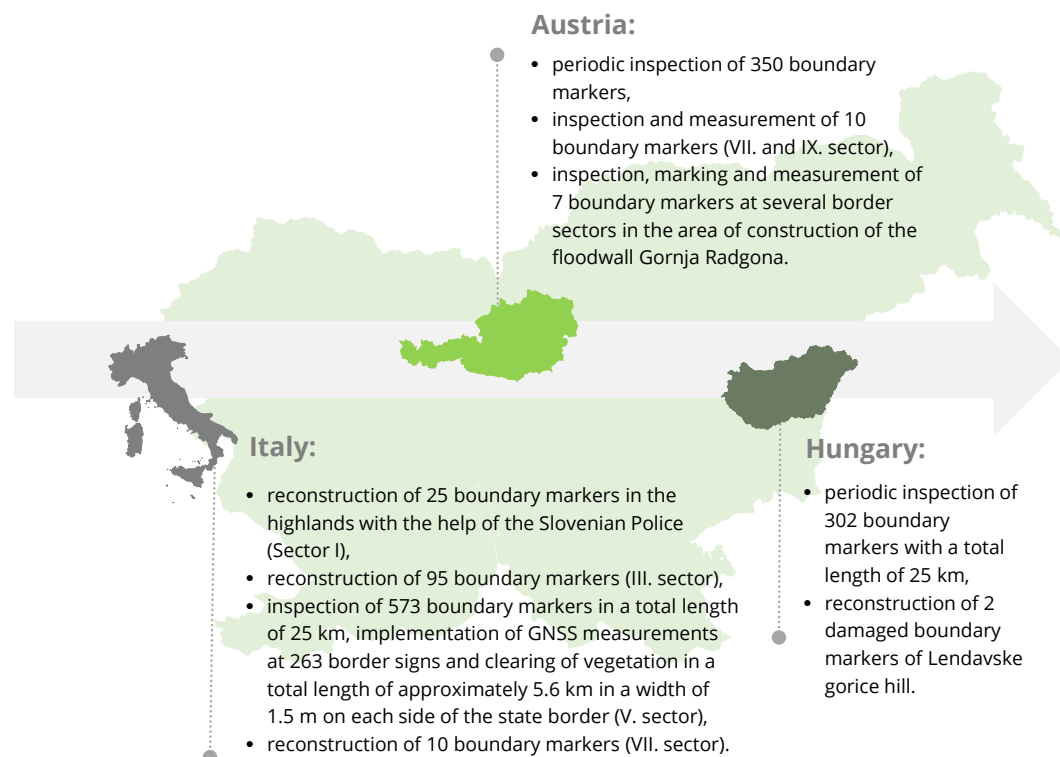 Austria:
• periodic inspection of 350 boundary
markers,
• inspection and measurement of 10
boundary markers (VII. and IX. sector),
• inspection, marking and measurement of
7 boundary markers at several border
sectors in the area of construction of the
floodwall Gornja Radgona.
Italy:
• reconstruction of 25 boundary markers in the
highlands with the help of the Slovenian Police
(Sector I),
• reconstruction of 95 boundary markers (III. sector),
• inspection of 573 boundary markers in a total length
of 25 km, implementation of GNSS measurements
at 263 border signs and clearing of vegetation in a
total length of approximately 5.6 km in a width of
1.5 m on each side of the state border (V. sector),
• reconstruction of 10 boundary markers (VII. sector).
Hungary:
• periodic inspection of
302 boundary
markers with a total
length of 25 km,
• reconstruction of 2
damaged boundary
markers of Lendavske
gorice hill.